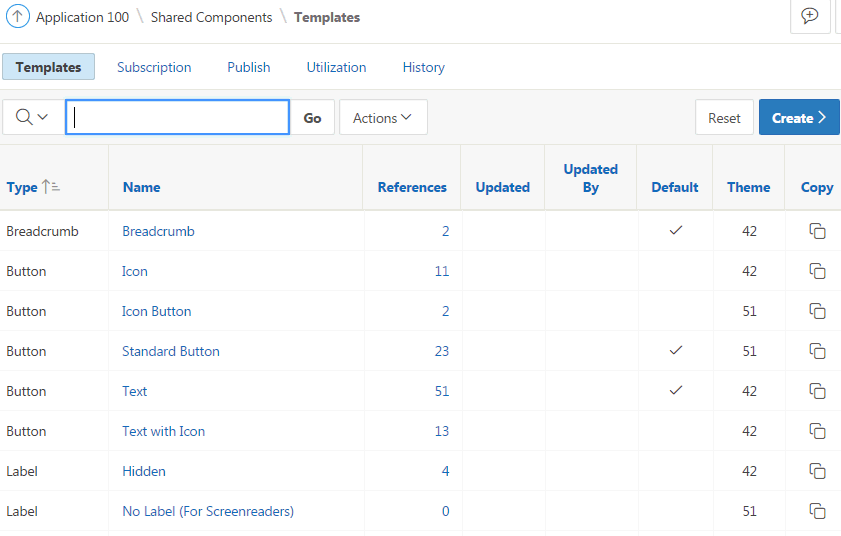 Application 100 \ Shared Components \ Templates
Templates Subscription Publish Utilization History
Go Actions Reset Create
Type Name References Updated Updated By Default Theme Copy
Breadcrumb Breadcrumb 2 42
Button Icon 11 42
Button Icon Button 2 51
Button Standard Button 23 51
Button Text 51 42
Button Text with Icon 13 42
Label Hidden 4 42
Label No Label (For Screenreaders) 0 51